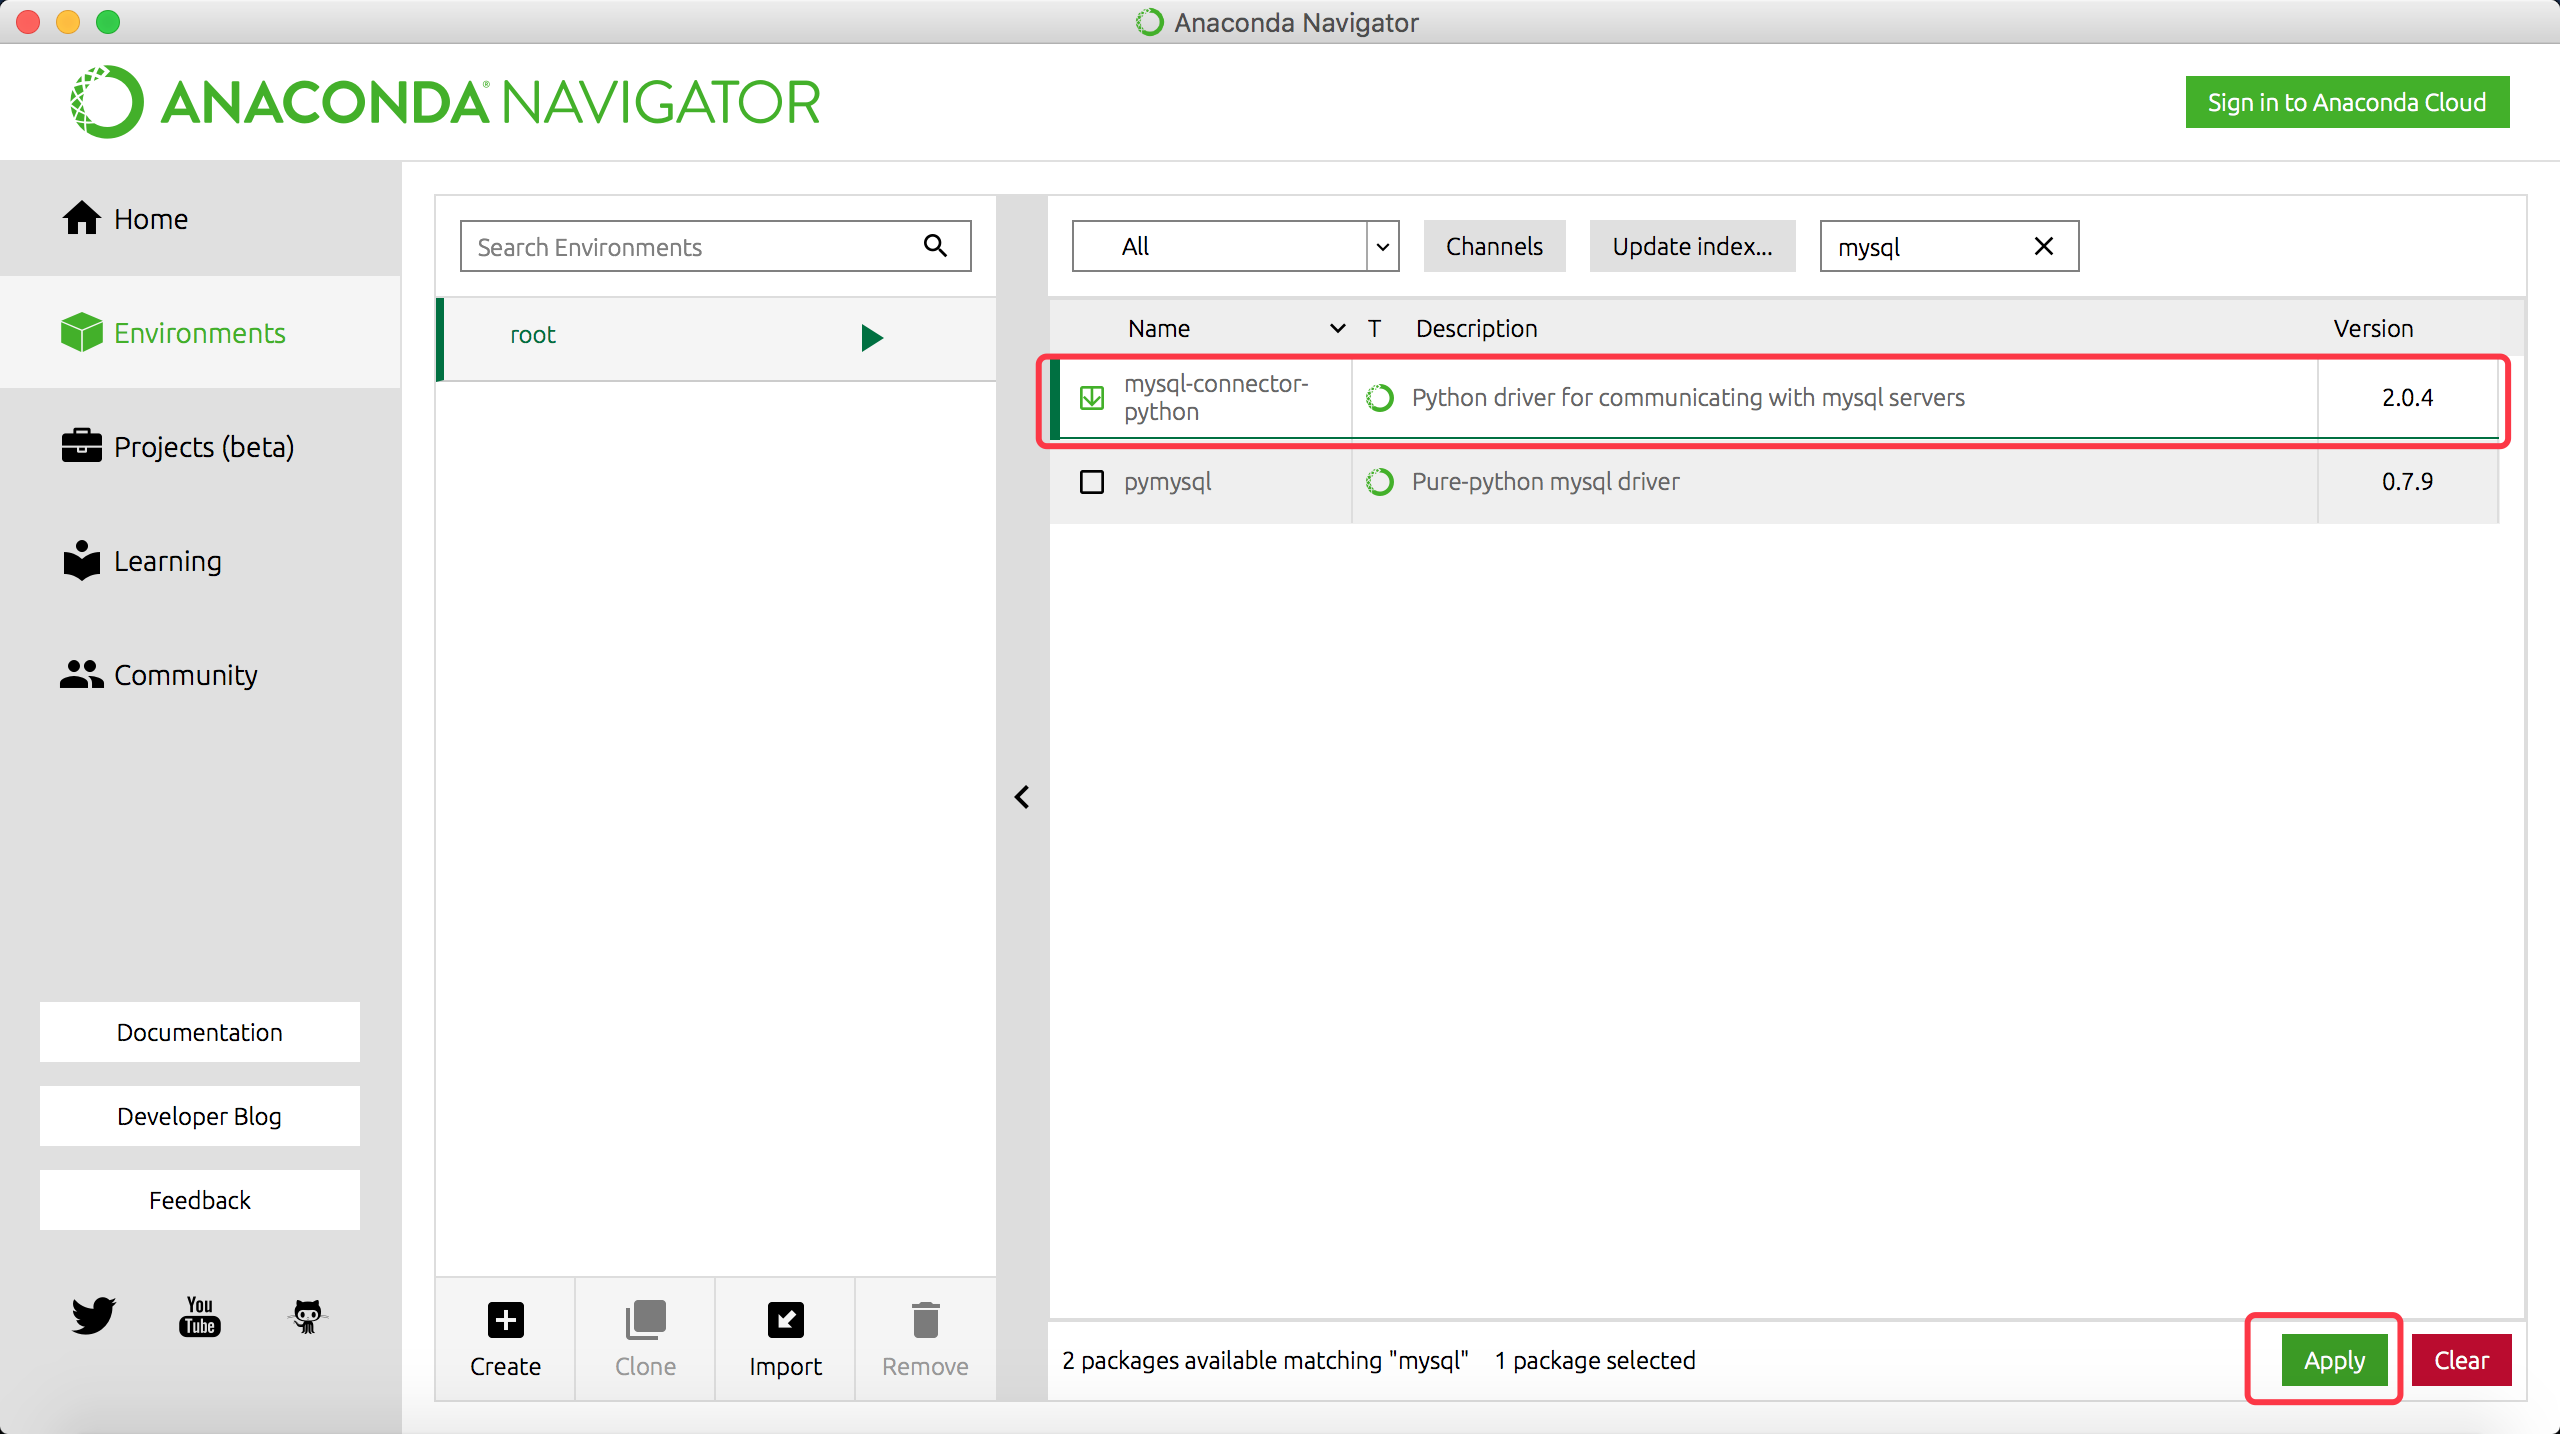 Anaconda Navigator
ANACONDA® NAVIGATOR
Sign in to Anaconda Cloud
Home
Environments
Projects (beta)
Learning
Community
Documentation
Developer Blog
Feedback
You
Tube
Search Environments
root
Create
Clone
Import
Remove
All
Channels
Update index...
mysql
Name
T
Description
Version
mysql-connector-
python
Python driver for communicating with mysql servers
2.0.4
pymysql
Pure-python mysql driver
0.7.9
2 packages available matching "mysql"
1 package selected
Apply
Clear